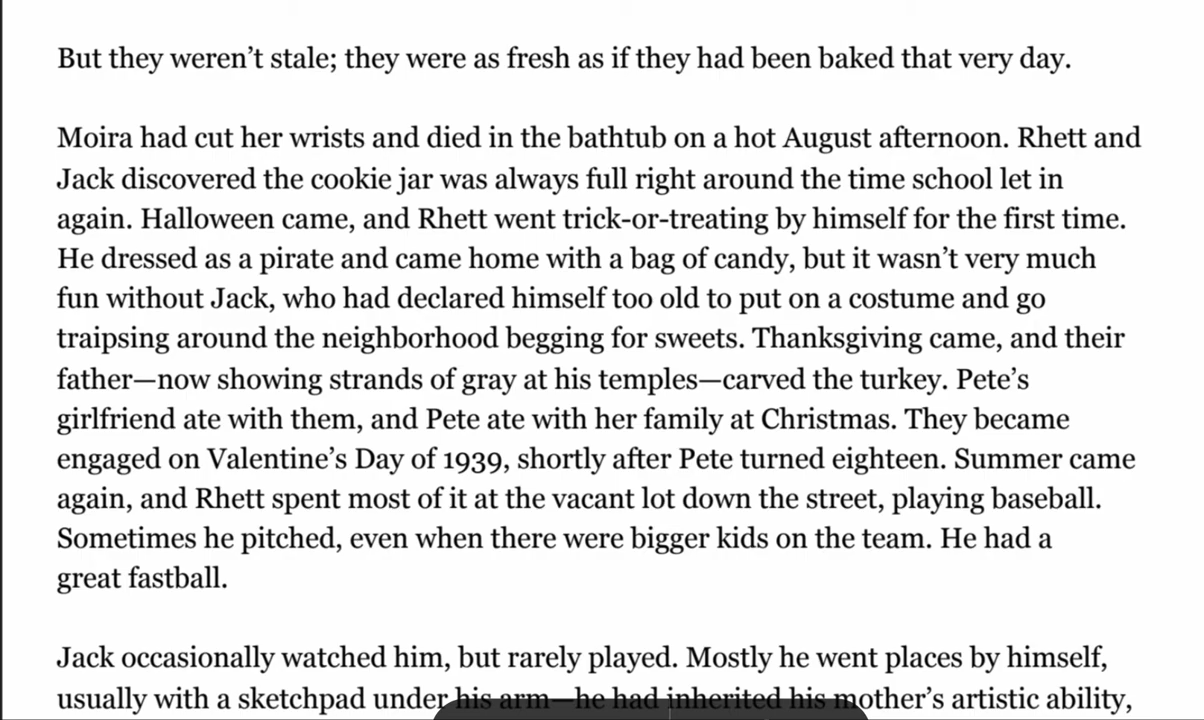 But they weren’t stale; they were as fresh as if they had been baked that very day.
Moira had cut her wrists and died in the bathtub on a hot August afternoon. Rhett and
Jack discovered the cookie jar was always full right around the time school let in
again. Halloween came, and Rhett went trick-or-treating by himself for the first time.
He dressed as a pirate and came home with a bag of candy, but it wasn’t very much
fun without Jack, who had declared himself too old to put on a costume and go
traipsing around the neighborhood begging for sweets. Thanksgiving came, and their
father—now showing strands of gray at his temples—carved the turkey. Pete’s
girlfriend ate with them, and Pete ate with her family at Christmas. They became
engaged on Valentine’s Day of 1939, shortly after Pete turned eighteen. Summer came
again, and Rhett spent most of it at the vacant lot down the street, playing baseball.
Sometimes he pitched, even when there were bigger kids on the team. He had a
great fastball.
Jack occasionally watched him, but rarely played. Mostly he went places by himself,
usually with a sketchpad under his arm—he had inherited his mother’s artistic ability,